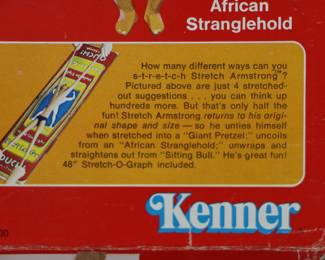 African
Stranglehold
How many different ways can you
s-t-r-e-t-c-h Stretch Armstrong?
Pictured above are just 4 stretched-
out suggestions . . . you can think up
hundreds more. But that's only half the
fun! Stretch Armstrong returns to his orig-
inal shape and size — so he unties himself
when stretched into a "Giant Pretzel;" uncoils
from an "African Stranglehold;" unwraps and
straightens out from "Sitting Bull." He's great fun!
48" Stretch-O-Graph included.
OUCH!
Kenner